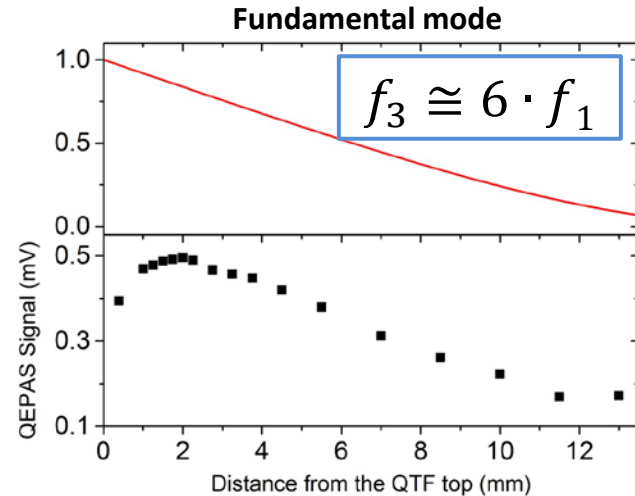 Fundamental mode
f₃ ≅ 6 · f₁
1.0
0.5
0.0
0.5
0.3
0.1
QEPAS Signal (mV)
0 2 4 6 8 10 12
Distance from the QTF top (mm)